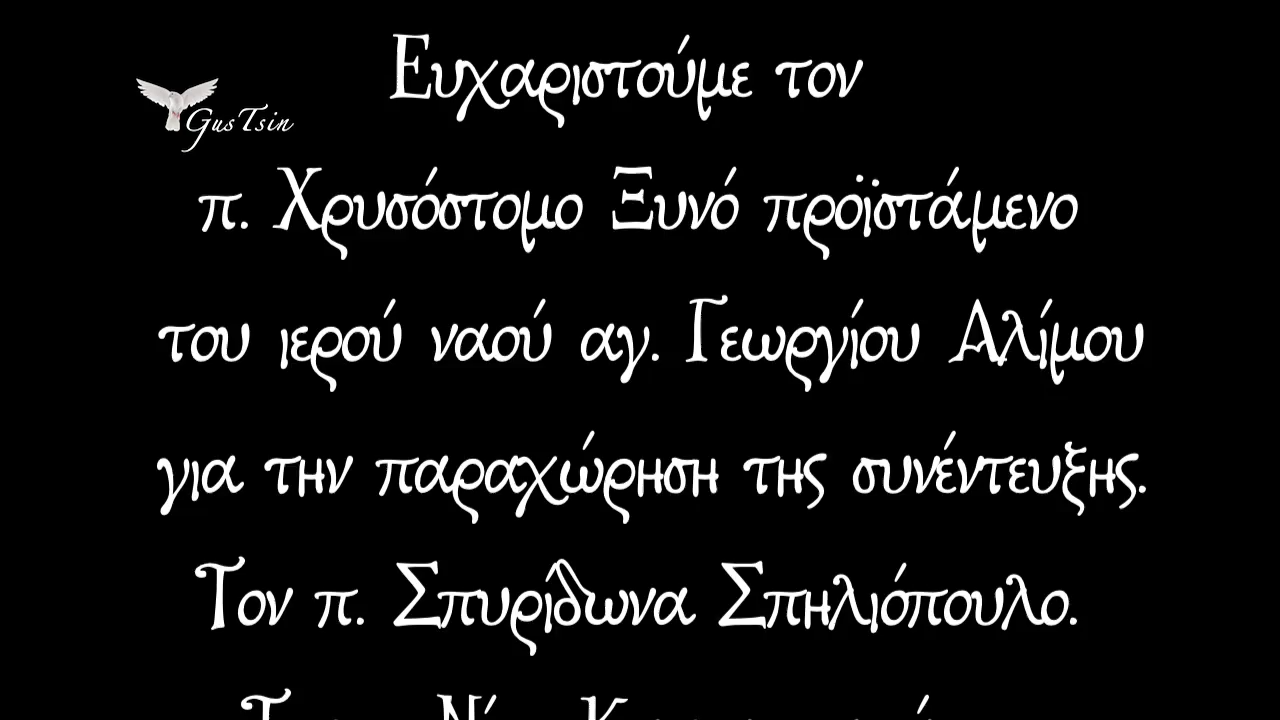 Ευχαριστούμε τον
GusTsin
π. Χρυσόστομο Ξυνό προϊστάμενο
του ιερού ναού αγ. Γεωργίου Αλίμου
για την παραχώρηση της συνέντευξης.
Τον π. Σπυρίδωνα Σπηλιόπουλο.